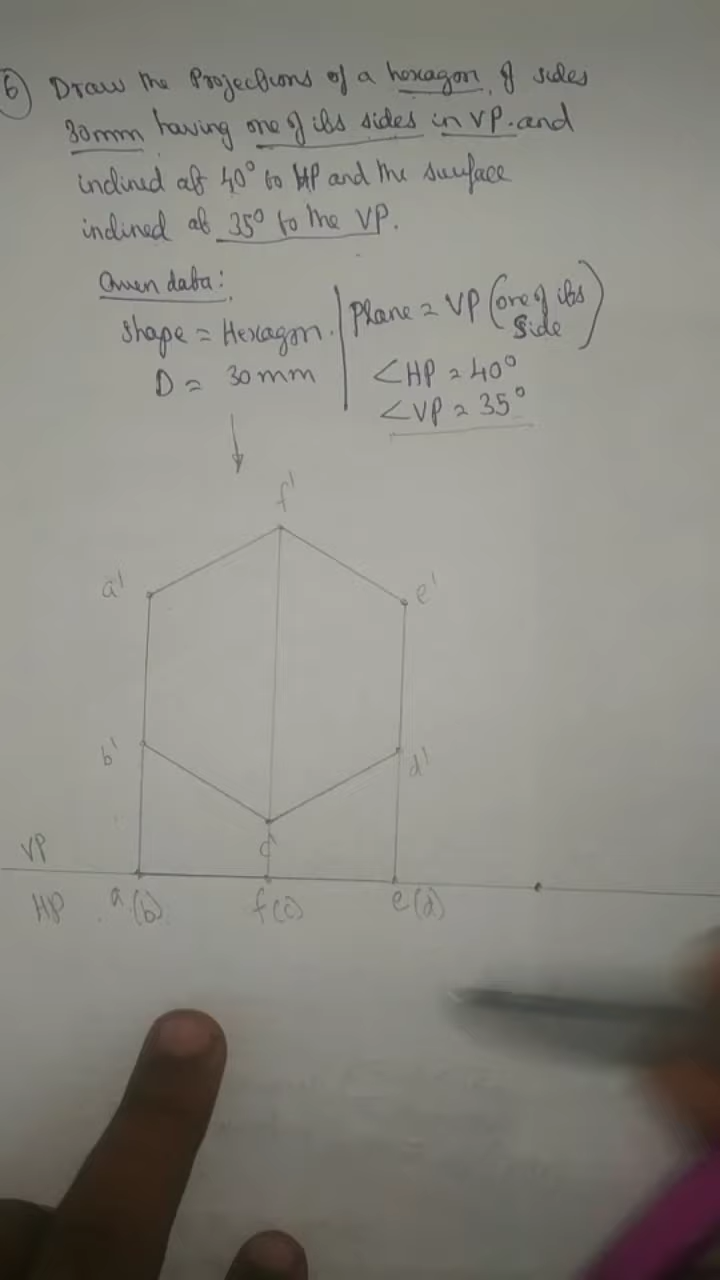 6 Draw the Projections of a hexagon of sides
30mm having one of its sides in VP. and
inclined at 40° to HP and the surface
inclined at 35° to the VP.
Given data:
Shape = Hexagon.
D = 30mm
Plane = VP (one of its
Side)
∠HP = 40°
∠VP = 35°
f'
a'
e'
b'
d'
c'
VP
HP
a (b)
f(c)
e(d)